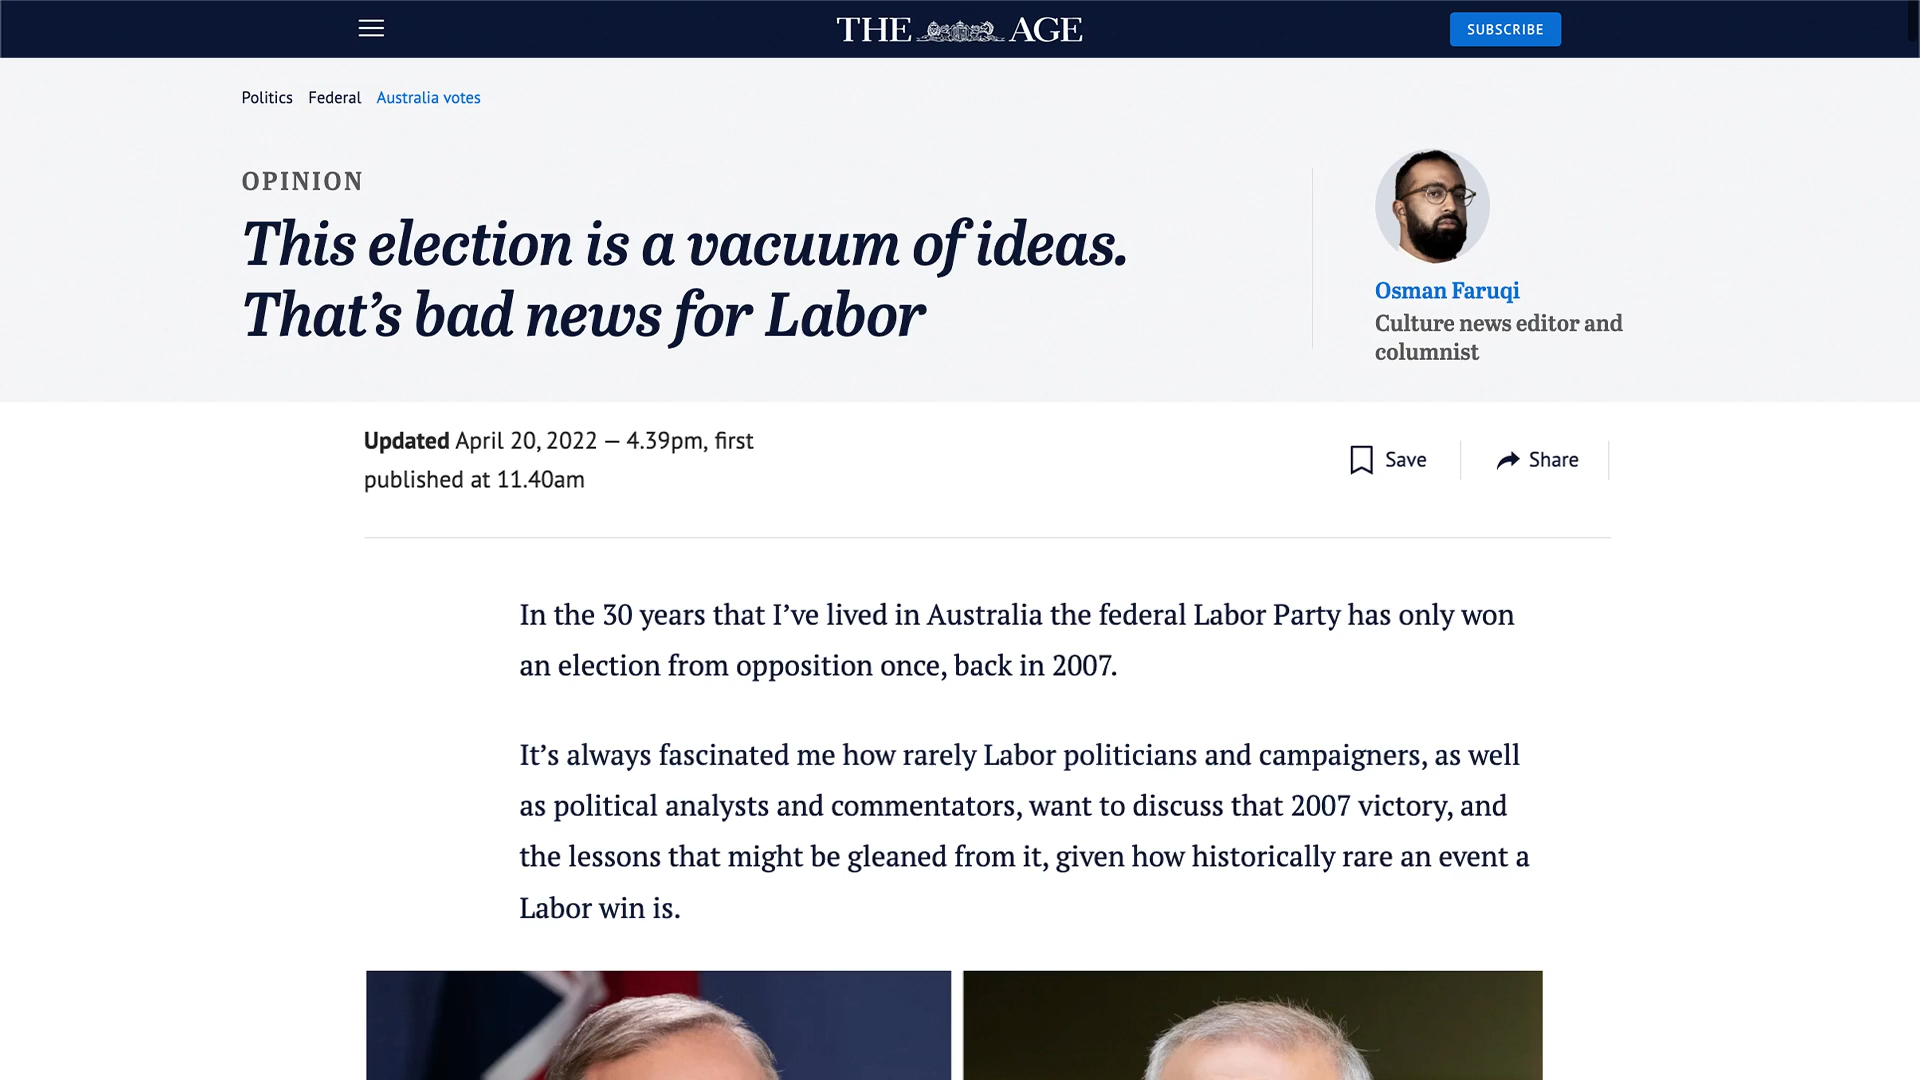 THE AGE
SUBSCRIBE
Politics Federal Australia votes
OPINION
This election is a vacuum of ideas.
That’s bad news for Labor
Osman Faruqi
Culture news editor and
columnist
Updated April 20, 2022 — 4.39pm, first
published at 11.40am
Save
Share
In the 30 years that I’ve lived in Australia the federal Labor Party has only won
an election from opposition once, back in 2007.
It’s always fascinated me how rarely Labor politicians and campaigners, as well
as political analysts and commentators, want to discuss that 2007 victory, and
the lessons that might be gleaned from it, given how historically rare an event a
Labor win is.